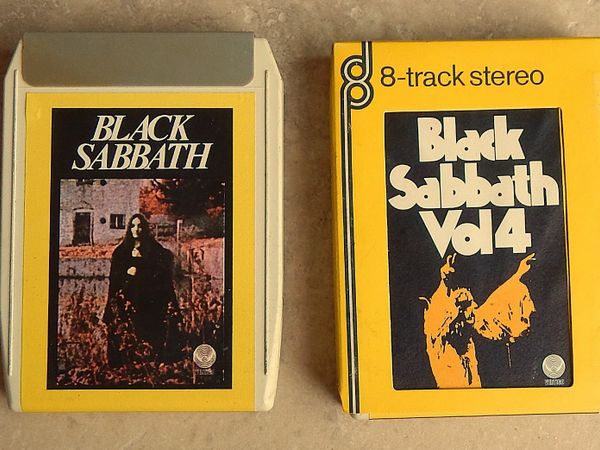 BLACK
SABBATH
8-track stereo
Black
Sabbath
Vol 4